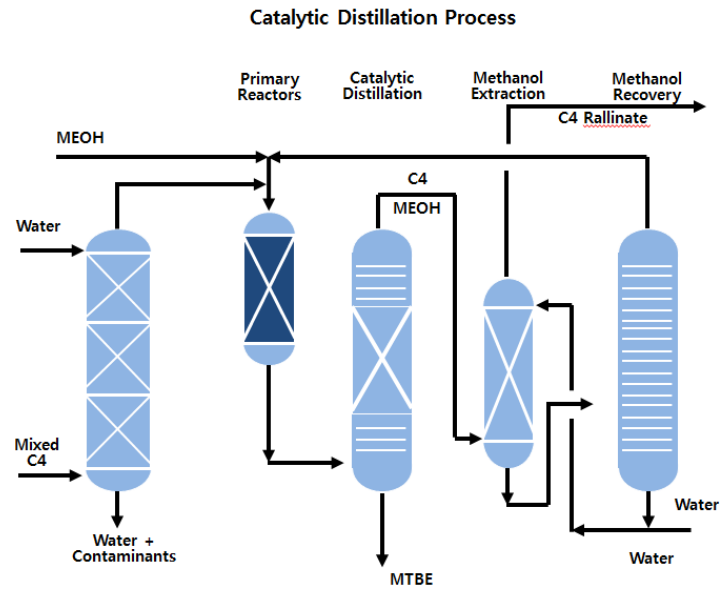 Catalytic Distillation Process
Primary
Reactors
Catalytic
Distillation
Methanol
Extraction
Methanol
Recovery
C4 Rallinate
MEOH
C4
MEOH
Water
Mixed
C4
Water +
Contaminants
MTBE
Water
Water